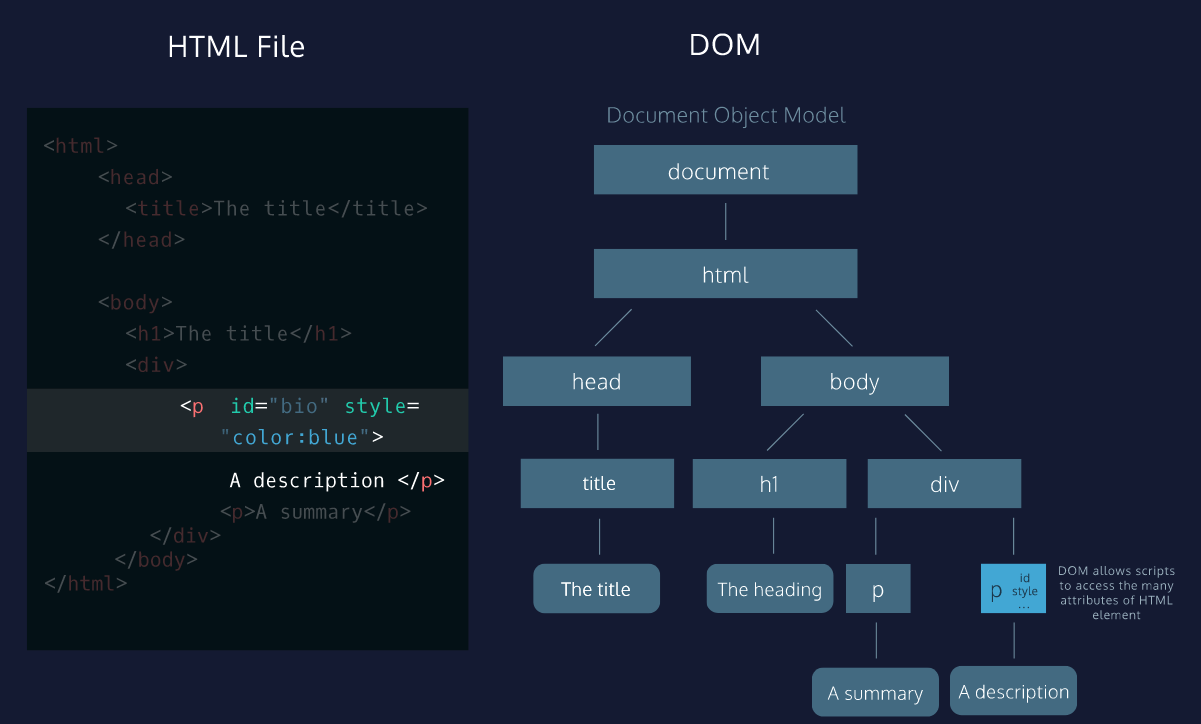 HTML File
<html>
<head>
<title>The title</title>
</head>
<body>
<h1>The title</h1>
<div>
<p id="bio" style=
"color:blue">
A description </p>
<p>A summary</p>
</div>
</body>
</html>
DOM
Document Object Model
document
html
head
body
title
h1
div
The title
The heading
p
p
id
style
...
DOM allows scripts
to access the many
attributes of HTML
element
A summary
A description